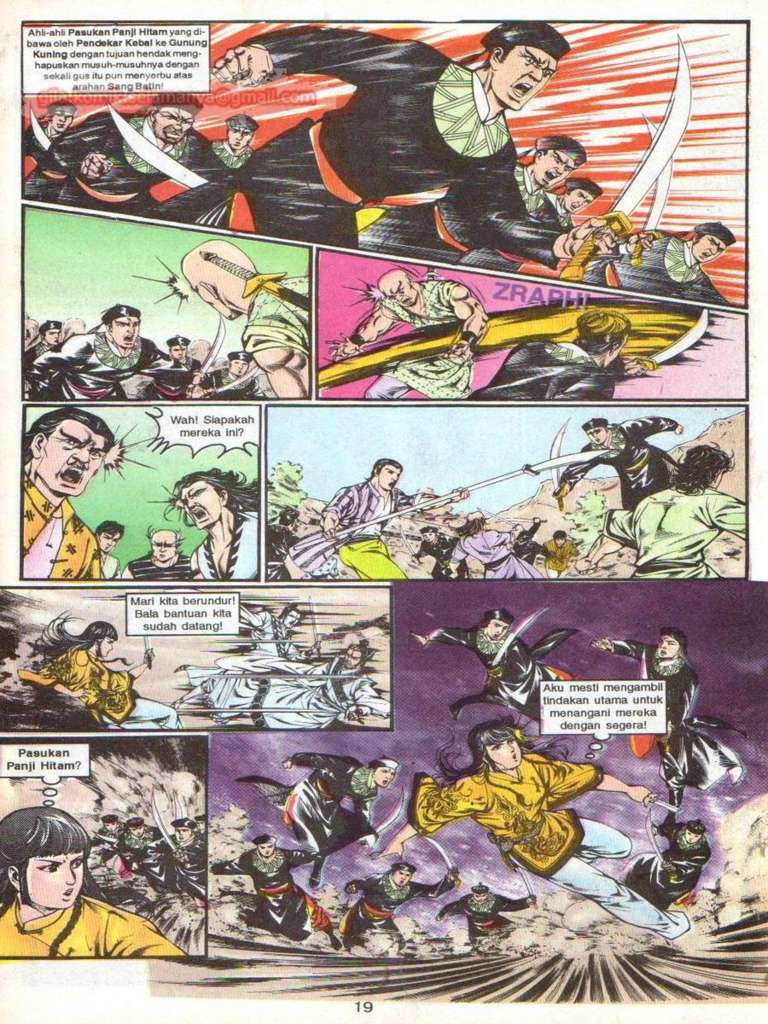 Ahli-ahli Pasukan Panji Hitam yang di-
bawa oleh Pendekar Kebal ke Gunung
Kuning dengan tujuan hendak meng-
hapuskan musuh-musuhnya dengan
sekali gus itu pun menyerbu atas
arahan Sang Batin!
ZRAPH!
Wah! Siapakah
mereka ini?
Mari kita berundur!
Bala bantuan kita
sudah datang!
Aku mesti mengambil
tindakan utama untuk
menangani mereka
dengan segera!
Pasukan
Panji Hitam?
19